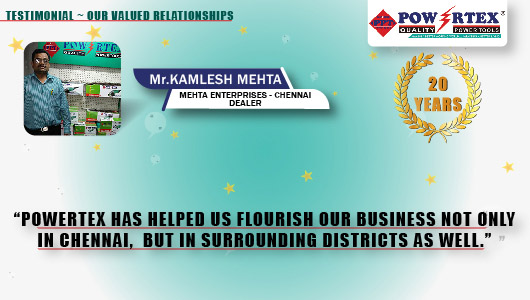 TESTIMONIAL ~ OUR VALUED RELATIONSHIPS
PPT POWERTEX
QUALITY POWER TOOLS
Mr.KAMLESH MEHTA
MEHTA ENTERPRISES - CHENNAI
DEALER
20
YEARS
“POWERTEX HAS HELPED US FLOURISH OUR BUSINESS NOT ONLY
IN CHENNAI, BUT IN SURROUNDING DISTRICTS AS WELL.” ”